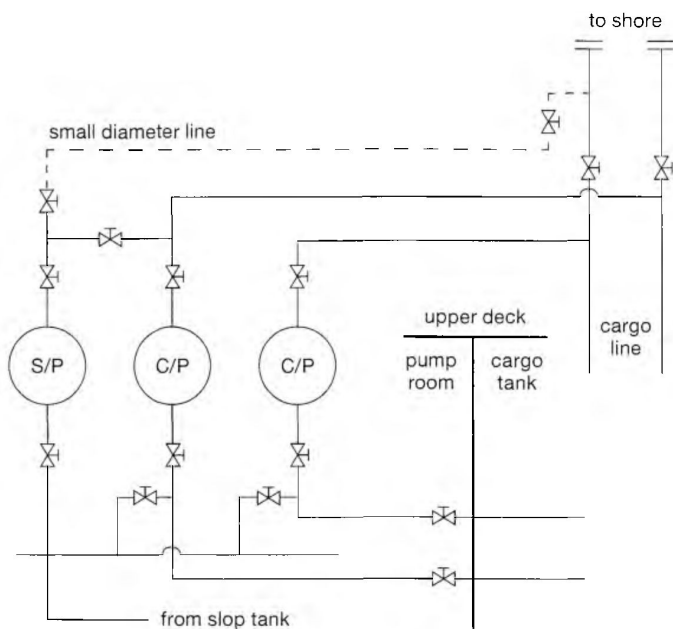 to shore
small diameter line
upper deck
pump
room
cargo
tank
cargo
line
S/P
C/P
C/P
from slop tank